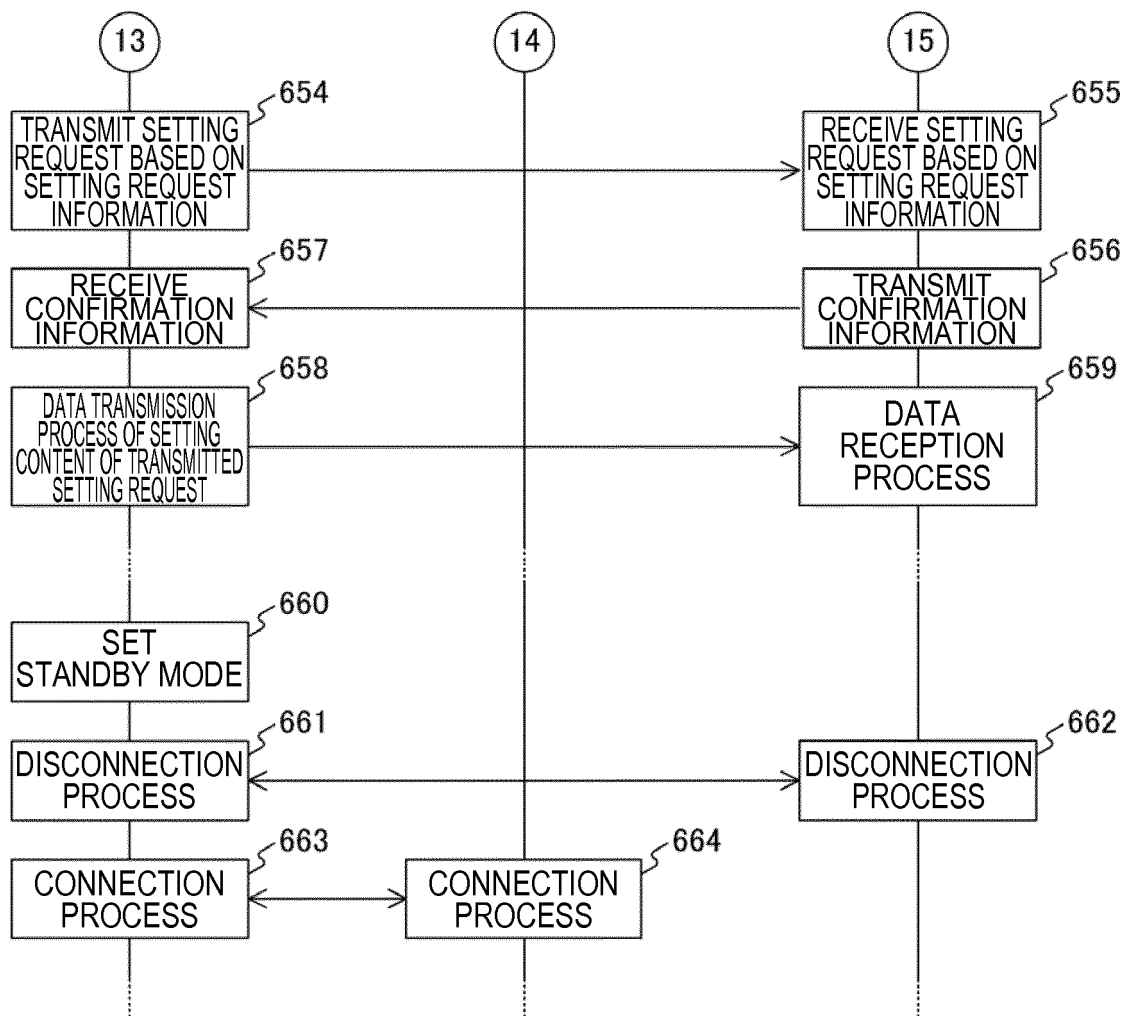 13
14
15
654
655
TRANSMIT SETTING
REQUEST BASED ON
SETTING REQUEST
INFORMATION
RECEIVE SETTING
REQUEST BASED ON
SETTING REQUEST
INFORMATION
657
656
RECEIVE
CONFIRMATION
INFORMATION
TRANSMIT
CONFIRMATION
INFORMATION
658
659
DATA TRANSMISSION
PROCESS OF SETTING
CONTENT OF TRANSMITTED
SETTING REQUEST
DATA
RECEPTION
PROCESS
660
SET
STANDBY MODE
661
662
DISCONNECTION
PROCESS
DISCONNECTION
PROCESS
663
664
CONNECTION
PROCESS
CONNECTION
PROCESS